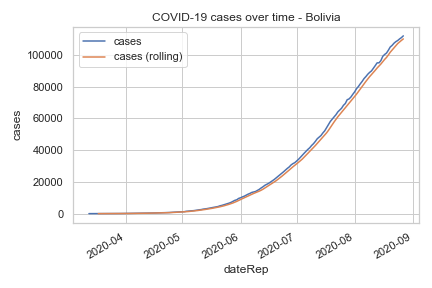 COVID-19 cases over time - Bolivia
cases
cases (rolling)
100000
80000
60000
40000
20000
0
cases
2020-04
2020-05
2020-06
2020-07
2020-08
2020-09
dateRep